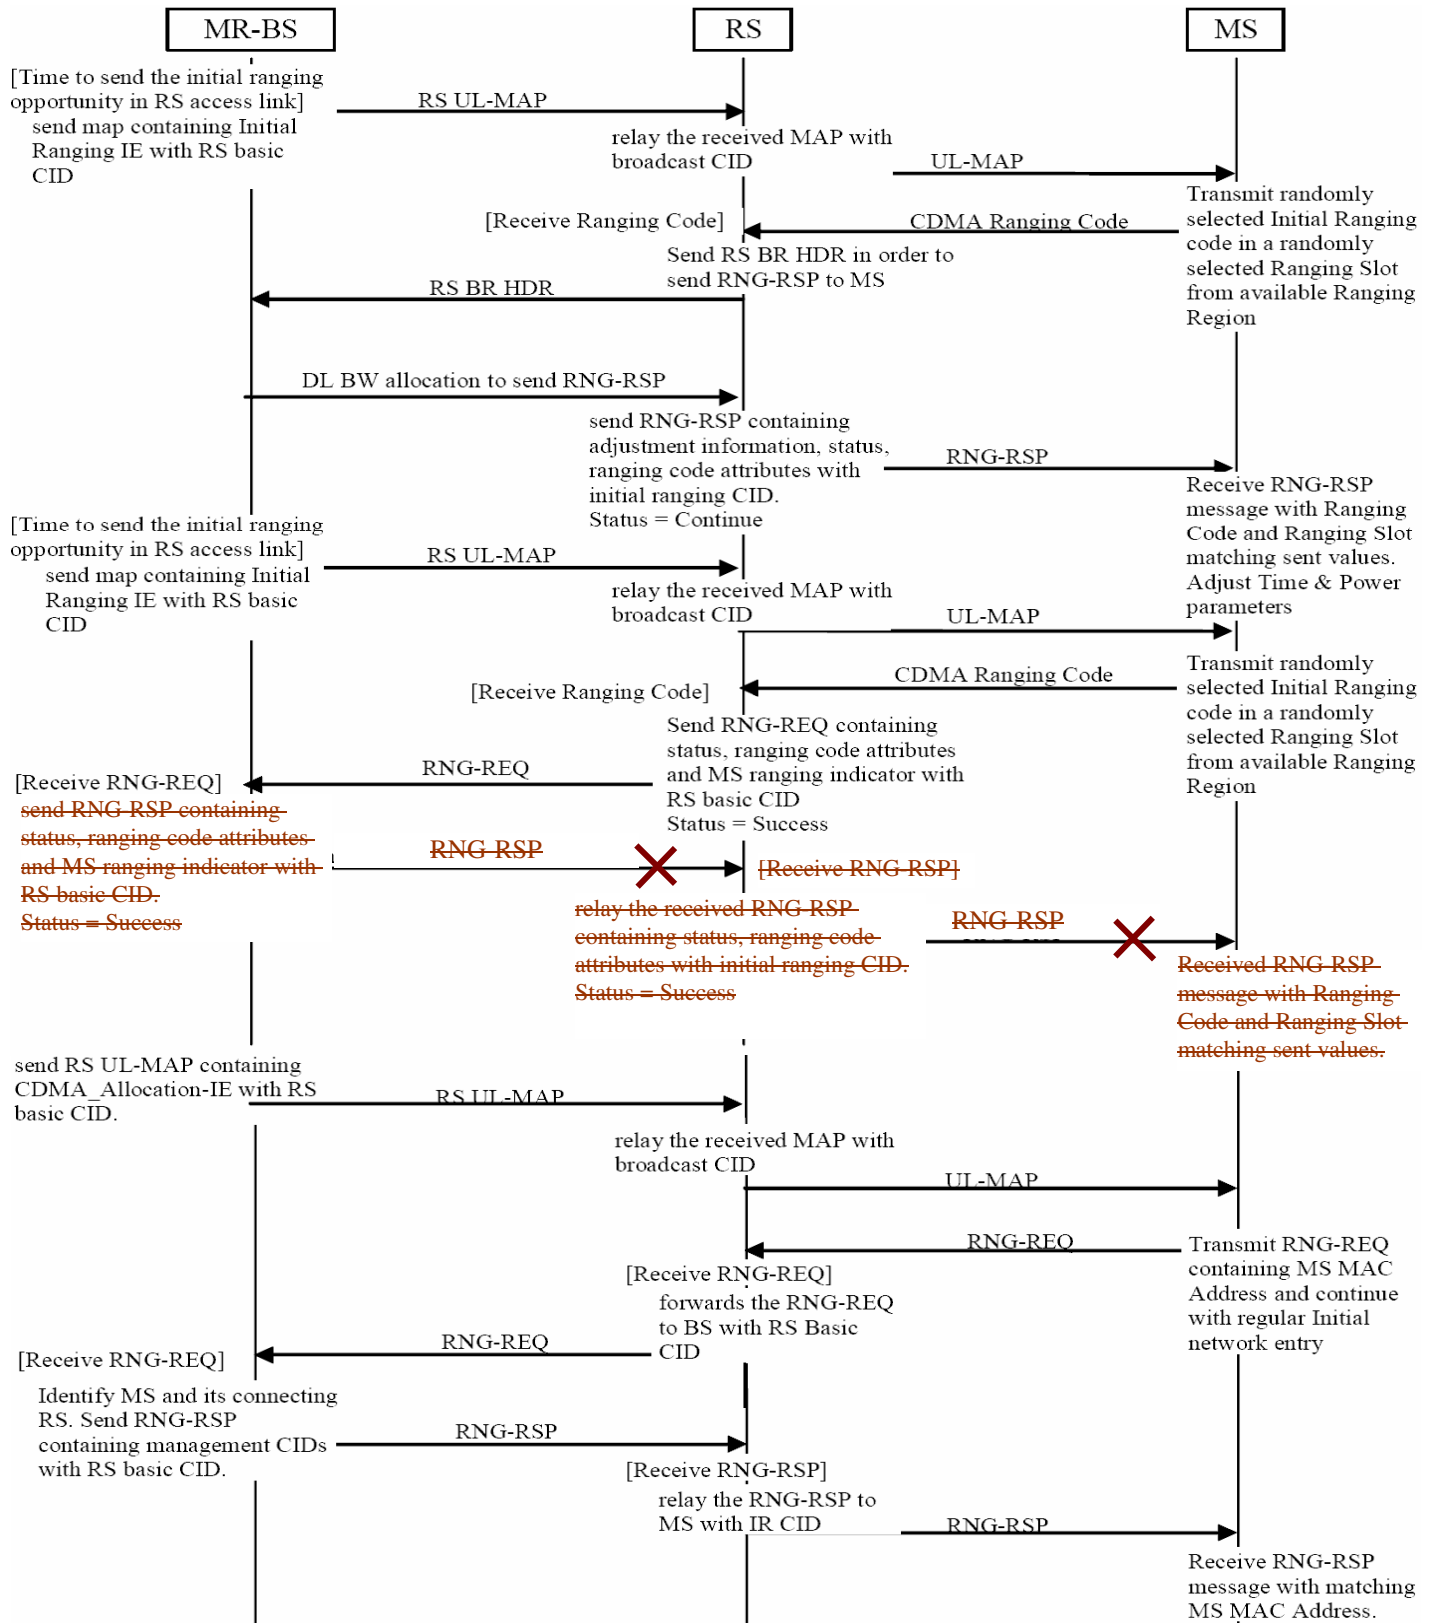 MR-BS
RS
MS
[Time to send the initial ranging
opportunity in RS access link]
send map containing Initial
Ranging IE with RS basic
CID
RS UL-MAP
relay the received MAP with
broadcast CID
UL-MAP
Transmit randomly
selected Initial Ranging
code in a randomly
selected Ranging Slot
from available Ranging
Region
[Receive Ranging Code]
CDMA Ranging Code
Send RS BR HDR in order to
send RNG-RSP to MS
RS BR HDR
DL BW allocation to send RNG-RSP
send RNG-RSP containing
adjustment information, status,
ranging code attributes with
initial ranging CID.
Status = Continue
RNG-RSP
Receive RNG-RSP
message with Ranging
Code and Ranging Slot
matching sent values.
Adjust Time & Power
parameters
[Time to send the initial ranging
opportunity in RS access link]
send map containing Initial
Ranging IE with RS basic
CID
RS UL-MAP
relay the received MAP with
broadcast CID
UL-MAP
Transmit randomly
selected Initial Ranging
code in a randomly
selected Ranging Slot
from available Ranging
Region
[Receive Ranging Code]
CDMA Ranging Code
Send RNG-REQ containing
status, ranging code attributes
and MS ranging indicator with
RS basic CID
Status = Success
RNG-REQ
[Receive RNG-REQ]
send RNG-RSP containing
status, ranging code attributes
and MS ranging indicator with
RS basic CID.
Status = Success
RNG-RSP
[Receive RNG-RSP]
relay the received RNG-RSP
containing status, ranging code
attributes with initial ranging CID.
Status = Success
RNG-RSP
Received RNG-RSP
message with Ranging
Code and Ranging Slot
matching sent values.
send RS UL-MAP containing
CDMA_Allocation-IE with RS
basic CID.
RS UL-MAP
relay the received MAP with
broadcast CID
UL-MAP
RNG-REQ
Transmit RNG-REQ
containing MS MAC
Address and continue
with regular Initial
network entry
[Receive RNG-REQ]
forwards the RNG-REQ
to BS with RS Basic
CID
RNG-REQ
[Receive RNG-REQ]
Identify MS and its connecting
RS. Send RNG-RSP
containing management CIDs
with RS basic CID.
RNG-RSP
[Receive RNG-RSP]
relay the RNG-RSP to
MS with IR CID
RNG-RSP
Receive RNG-RSP
message with matching
MS MAC Address.